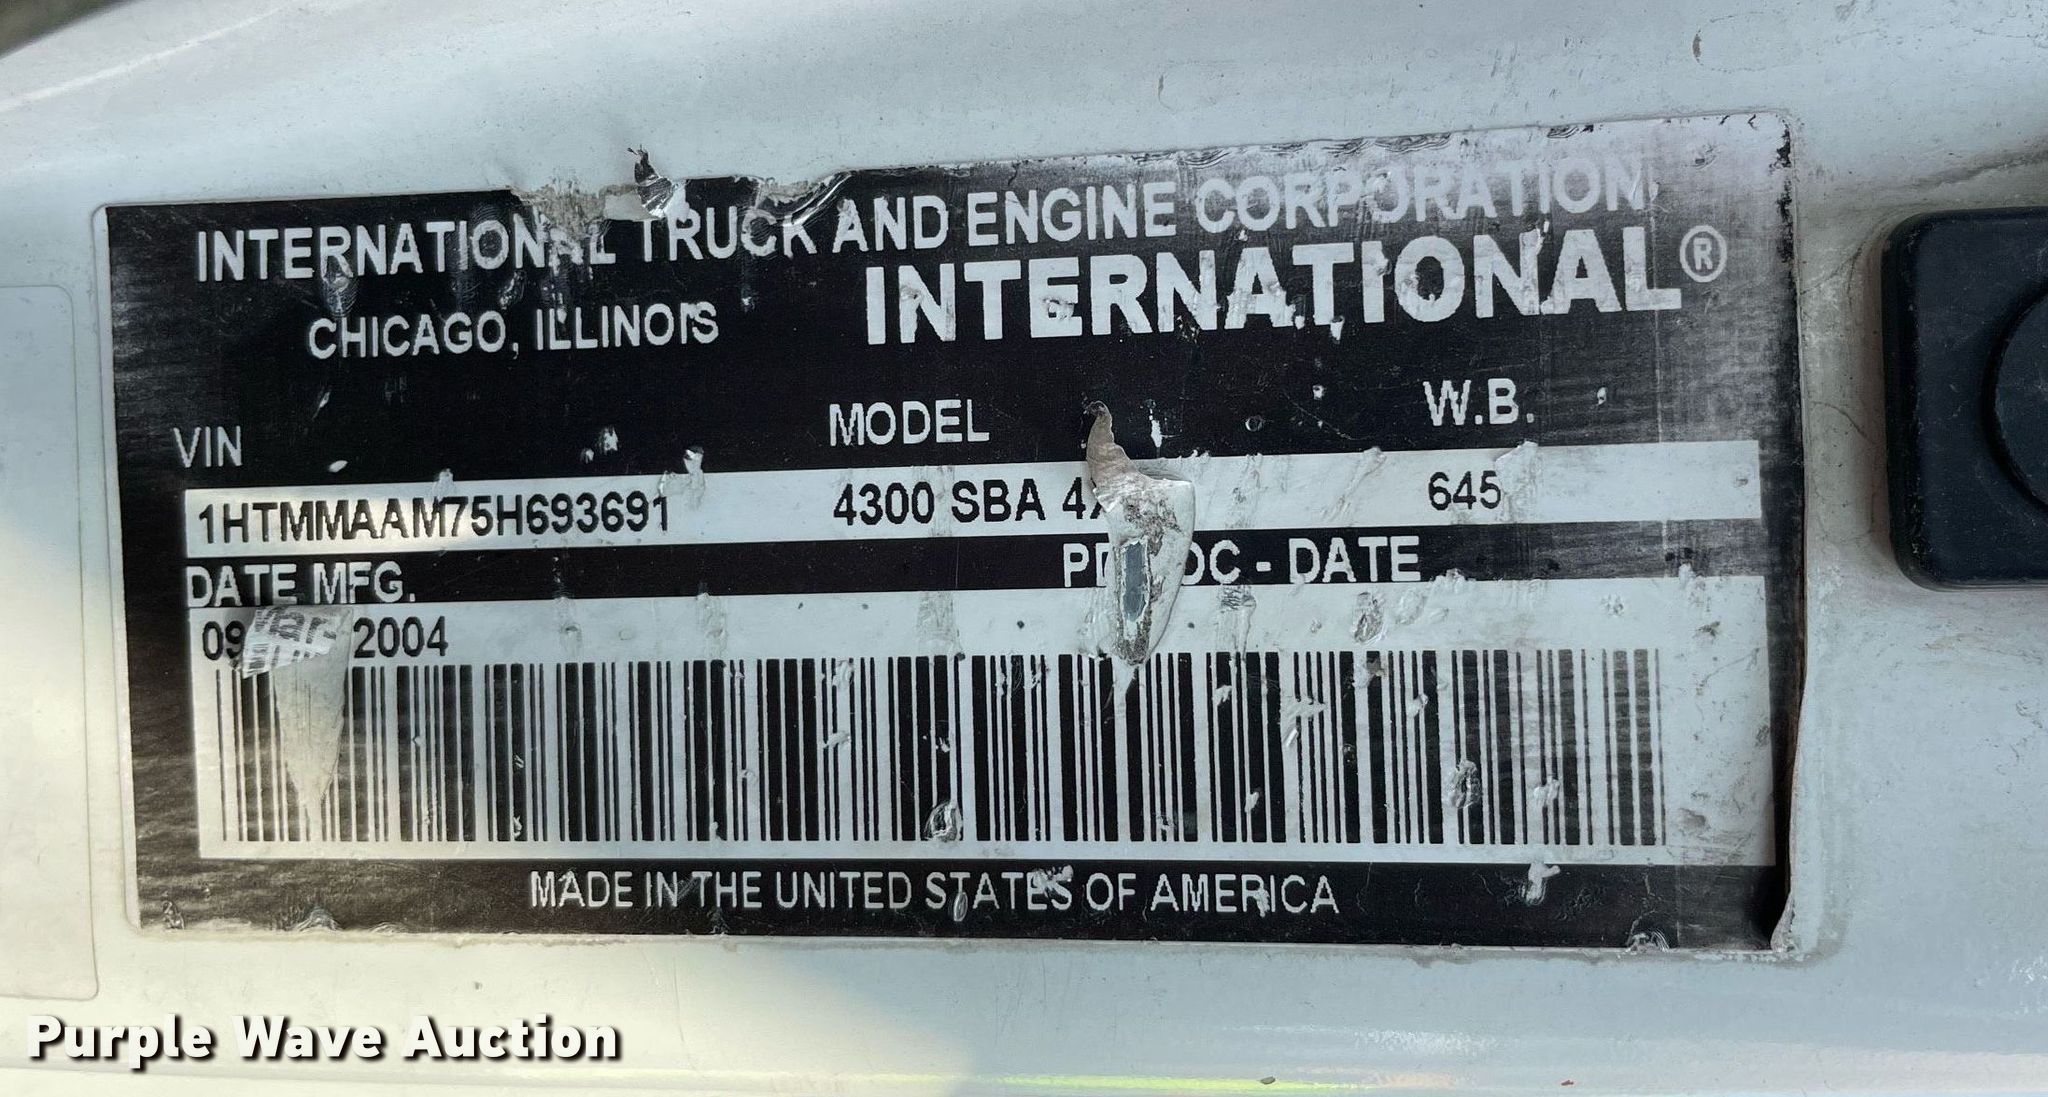 INTERNATIONAL TRUCK AND ENGINE CORPORATION
CHICAGO, ILLINOIS INTERNATIONAL®
VIN MODEL W.B.
1HTMMAAM75H693691 4300 SBA 645
DATE MFG. - DATE
2004
MADE IN THE UNITED STATES OF AMERICA
Purple Wave Auction